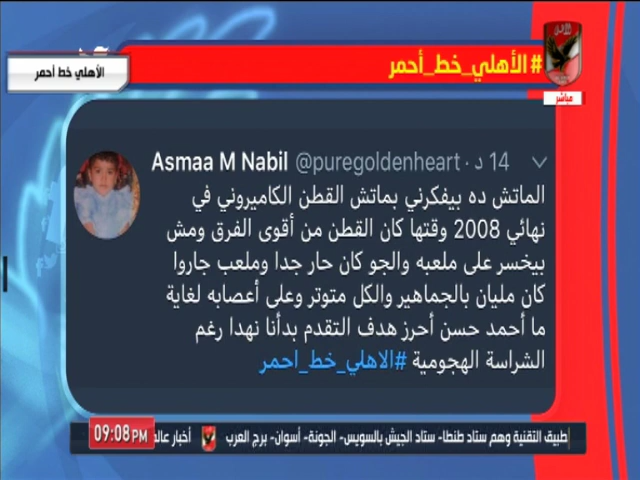 #الأهلي_خط_أحمر
الأهلي خط أحمر
مباشر
Asmaa M Nabil @puregoldenheart · 14 د
الماتش ده بيفكرني بماتش القطن الكاميروني في
نهائي 2008 وقتها كان القطن من أقوى الفرق ومش
بيخسر على ملعبه والجو كان حار جدا وملعب جاروا
كان مليان بالجماهير والكل متوتر وعلى أعصابه لغاية
ما أحمد حسن أحرز هدف التقدم بدأنا نهدا رغم
الشراسة الهجومية #الاهلي_خط_احمر
طبيق التقنية وهم ستاد طنطا- ستاد الجيش بالسويس- الجونة- أسوان- برج العرب
أخبار عالم
09:08 PM